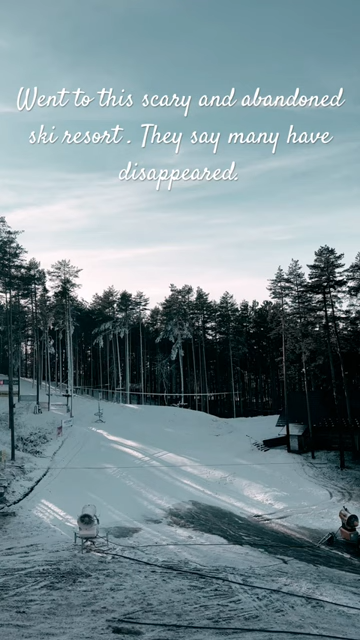 Went to this scary and abandoned
ski resort . They say many have
disappeared.